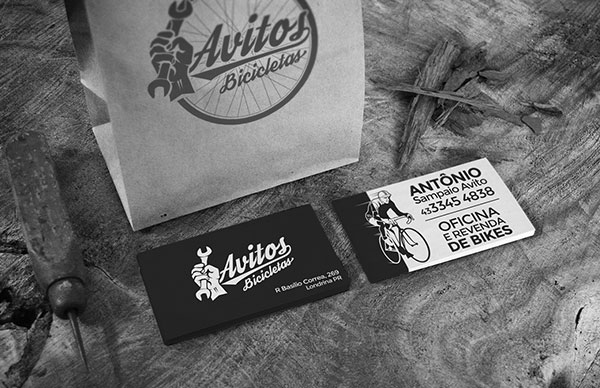 Avitos
Bicicletas
Avitos
Bicicletas
R Basílio Correa, 269
Londrina PR
ANTÔNIO
Sampaio Avito
43 3345 4838
OFICINA
E REVENDA
DE BIKES